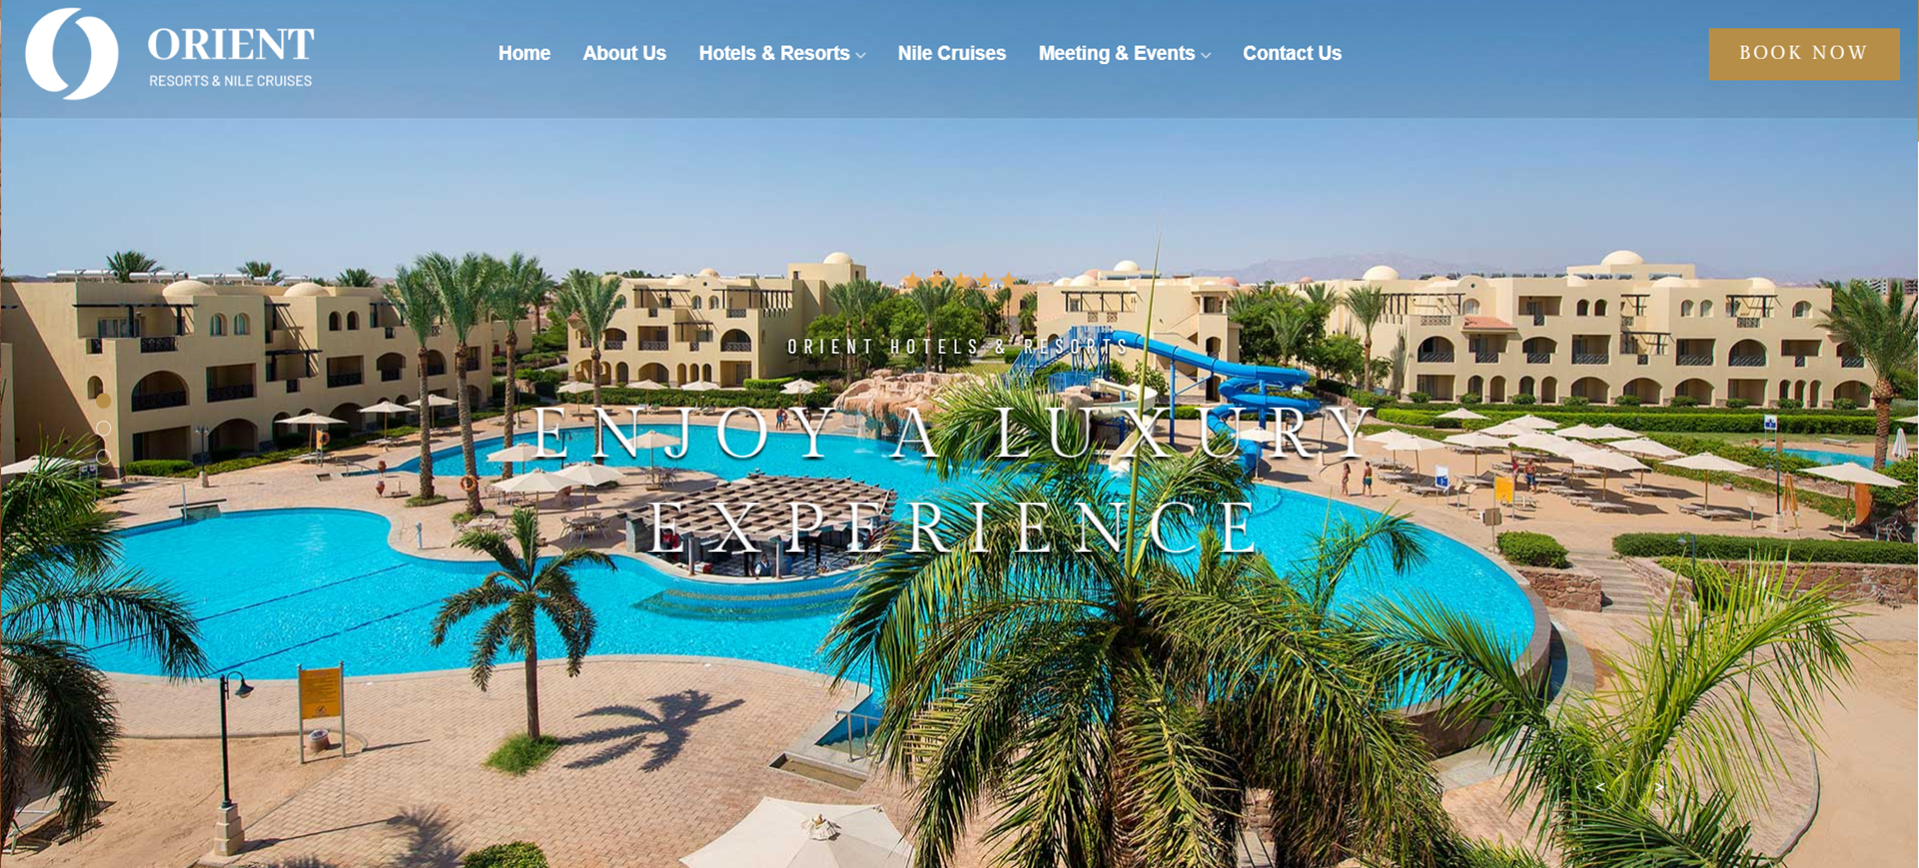 ORIENT
RESORTS & NILE CRUISES
Home
About Us
Hotels & Resorts
Nile Cruises
Meeting & Events
Contact Us
BOOK NOW
ORIENT HOTELS & RESORTS
ENJOY A LUXURY
EXPERIENCE
< >